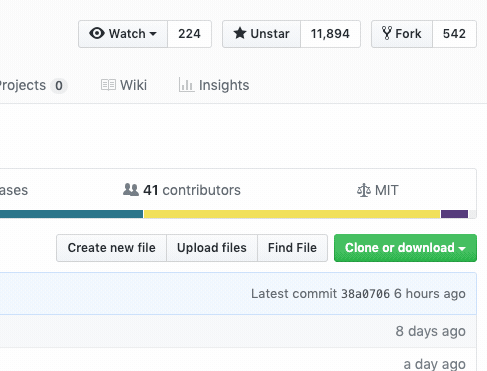 Watch 224 Unstar 11,894 Fork 542
Projects 0 Wiki Insights
ases 41 contributors MIT
Create new file Upload files Find File Clone or download
Latest commit 38a0706 6 hours ago
8 days ago
a day ago